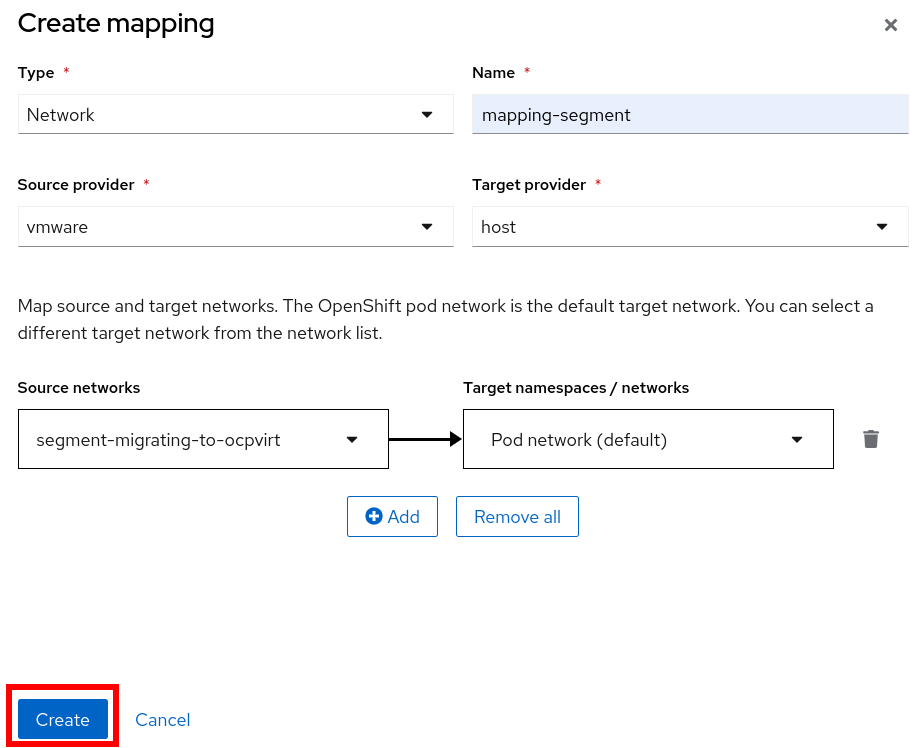 Create mapping
Type *
Name *
Network
mapping-segment
Source provider *
Target provider *
vmware
host
Map source and target networks. The OpenShift pod network is the default target network. You can select a
different target network from the network list.
Source networks
Target namespaces / networks
segment-migrating-to-ocpvirt
Pod network (default)
Add
Remove all
Create
Cancel